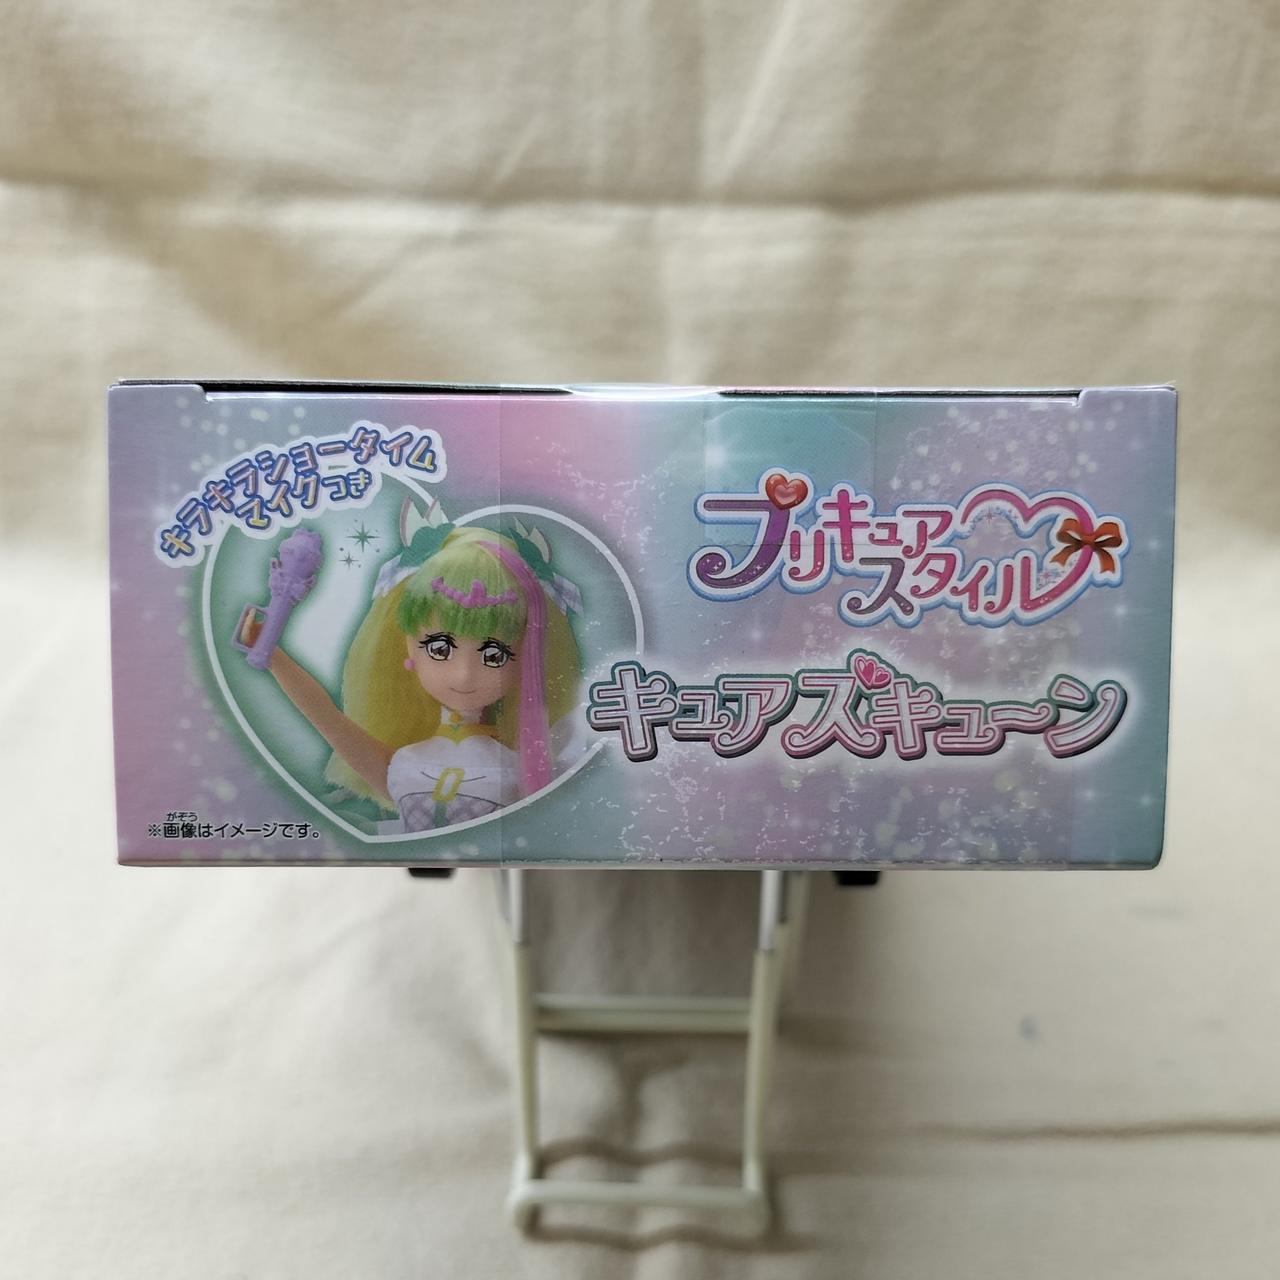 キラキラショータイム
マイクつき
プリキュア
スタイル
キュアズキューン
がぞう
※画像はイメージです。